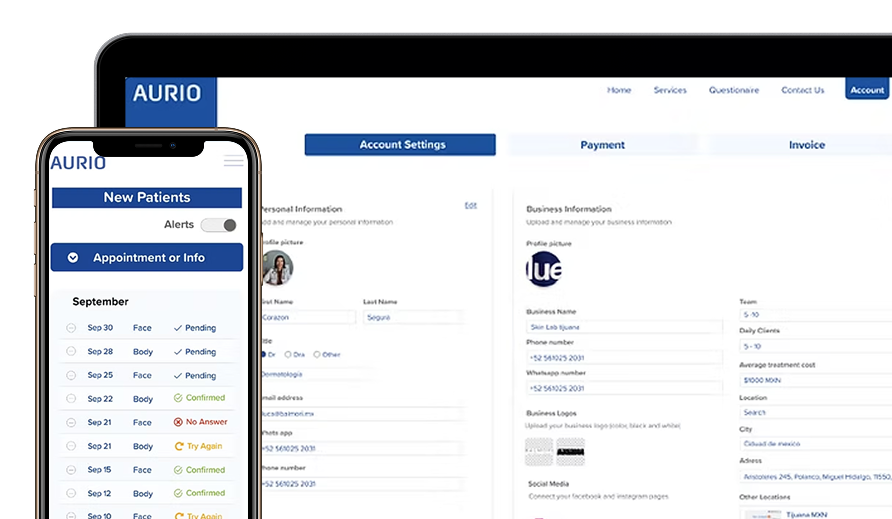 AURIO
Home Services Questionaire Contact Us Account
Account Settings Payment Invoice
Personal Information Edit
Add and manage your personal information
Profile picture
First Name Last Name
Corazon Segura
Title
Dr Dra Other
Dermatologia
Email address
luca@balmori.mx
Whats app
+52 561025 2031
Phone number
+52 561025 2031
Business Information
Upload and manage your business information
Profile picture
lue
Business Name
Skin Lab tijuana
Phone number
+52 561025 2031
Whatsapp number
+52 561025 2031
Business Logos
Upload your business logo (color, black and white)
Social Media
Connect your facebook and instagram pages
Team
5 -10
Daily Clients
5 - 10
Average treatment cost
$1000 MXN
Location
Search
City
Ciduad de mexico
Adress
Aristoteles 245, Polanco, Miguel Hidalgo, 11550,
Other Locations
Tijuana MXN
AURIO
New Patients
Alerts
Appointment or Info
September
Sep 30 Face Pending
Sep 28 Body Pending
Sep 25 Face Pending
Sep 22 Body Confirmed
Sep 21 Face No Answer
Sep 21 Body Try Again
Sep 15 Face Confirmed
Sep 12 Body Confirmed
Sep 10 Face Try Again